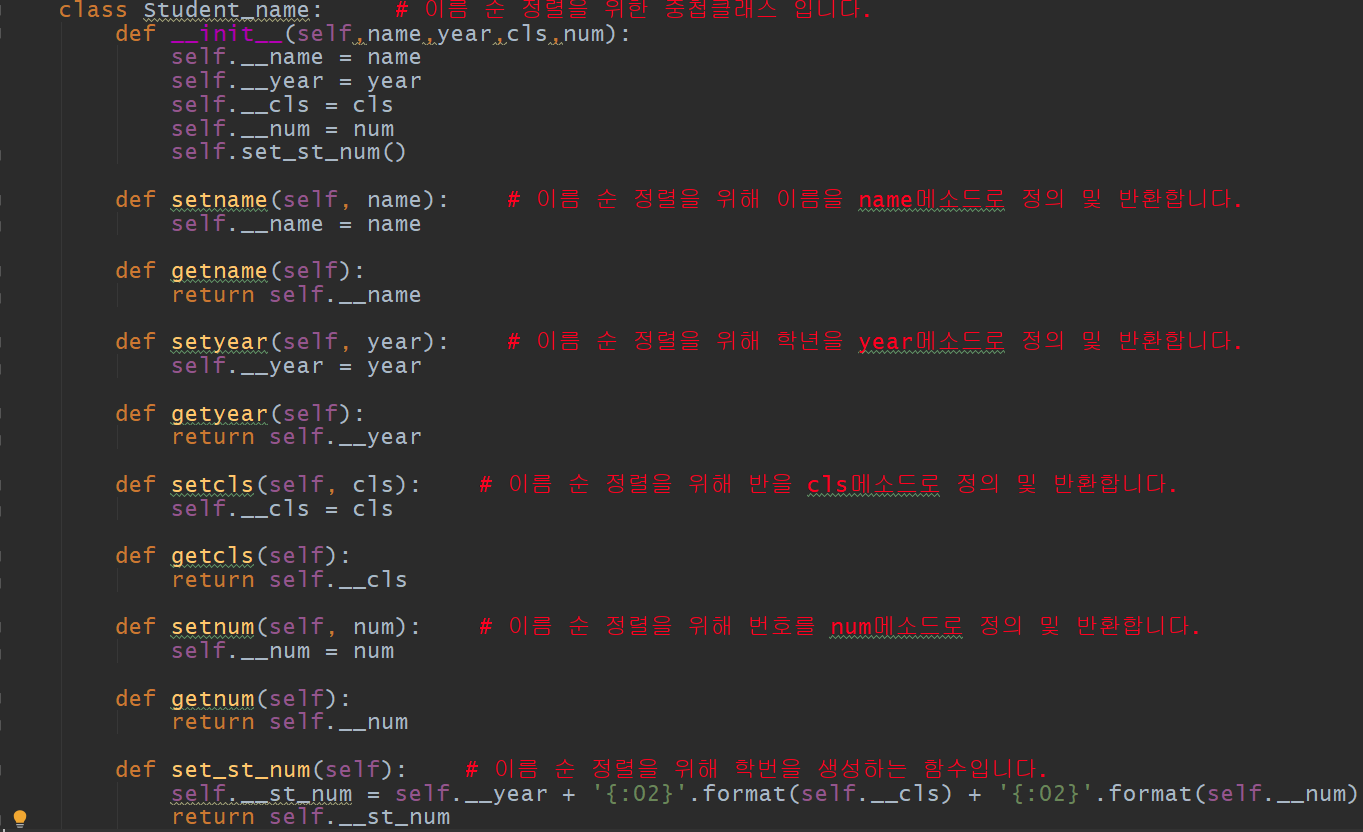 class Student_name:     # 이름 순 정렬을 위한 중첩클래스 입니다.
    def __init__(self,name,year,cls,num):
        self.__name = name
        self.__year = year
        self.__cls = cls
        self.__num = num
        self.set_st_num()
    def setname(self, name):    # 이름 순 정렬을 위해 이름을 name메소드로 정의 및 반환합니다.
        self.__name = name
    def getname(self):
        return self.__name
    def setyear(self, year):    # 이름 순 정렬을 위해 학년을 year메소드로 정의 및 반환합니다.
        self.__year = year
    def getyear(self):
        return self.__year
    def setcls(self, cls):    # 이름 순 정렬을 위해 반을 cls메소드로 정의 및 반환합니다.
        self.__cls = cls
    def getcls(self):
        return self.__cls
    def setnum(self, num):    # 이름 순 정렬을 위해 번호를 num메소드로 정의 및 반환합니다.
        self.__num = num
    def getnum(self):
        return self.__num
    def set_st_num(self):    # 이름 순 정렬을 위해 학번을 생성하는 함수입니다.
        self.__st_num = self.__year + '{:02}'.format(self.__cls) + '{:02}'.format(self.__num)
        return self.__st_num